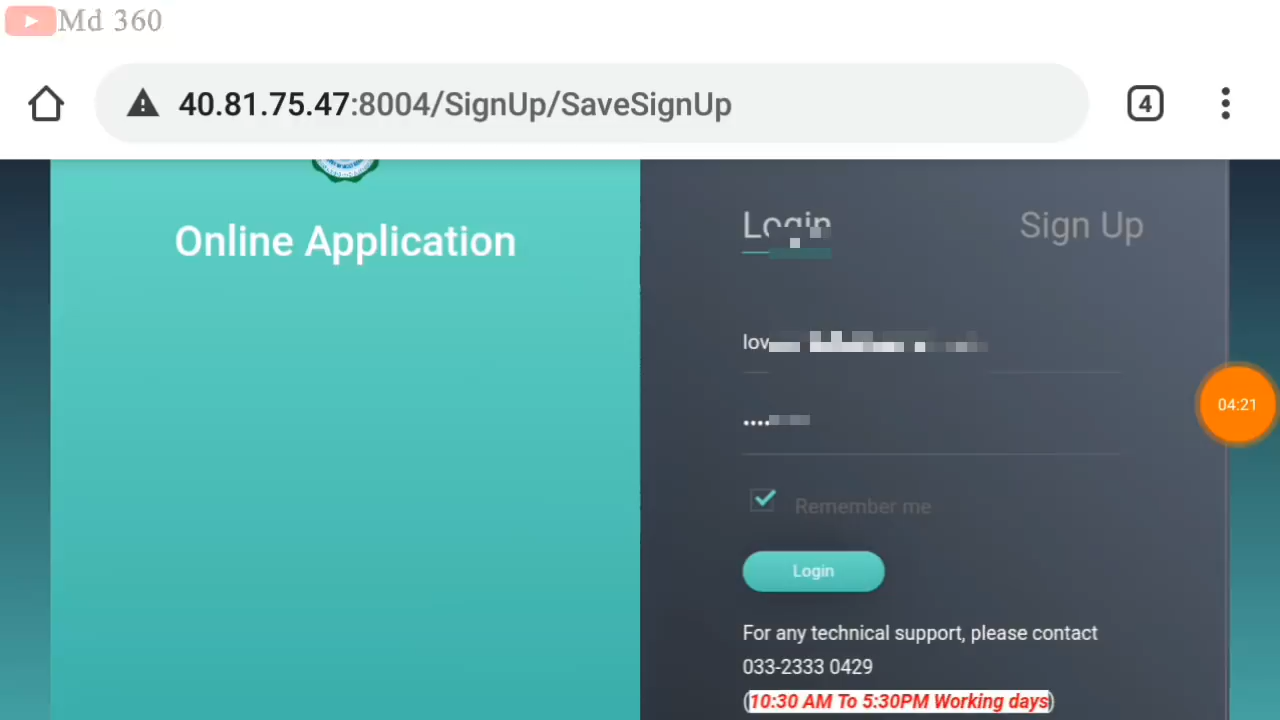 Md 360
40.81.75.47:8004/SignUp/SaveSignUp
4
Online Application
Login
Sign Up
04:21
Remember me
Login
For any technical support, please contact
033-2333 0429
(10:30 AM To 5:30PM Working days)